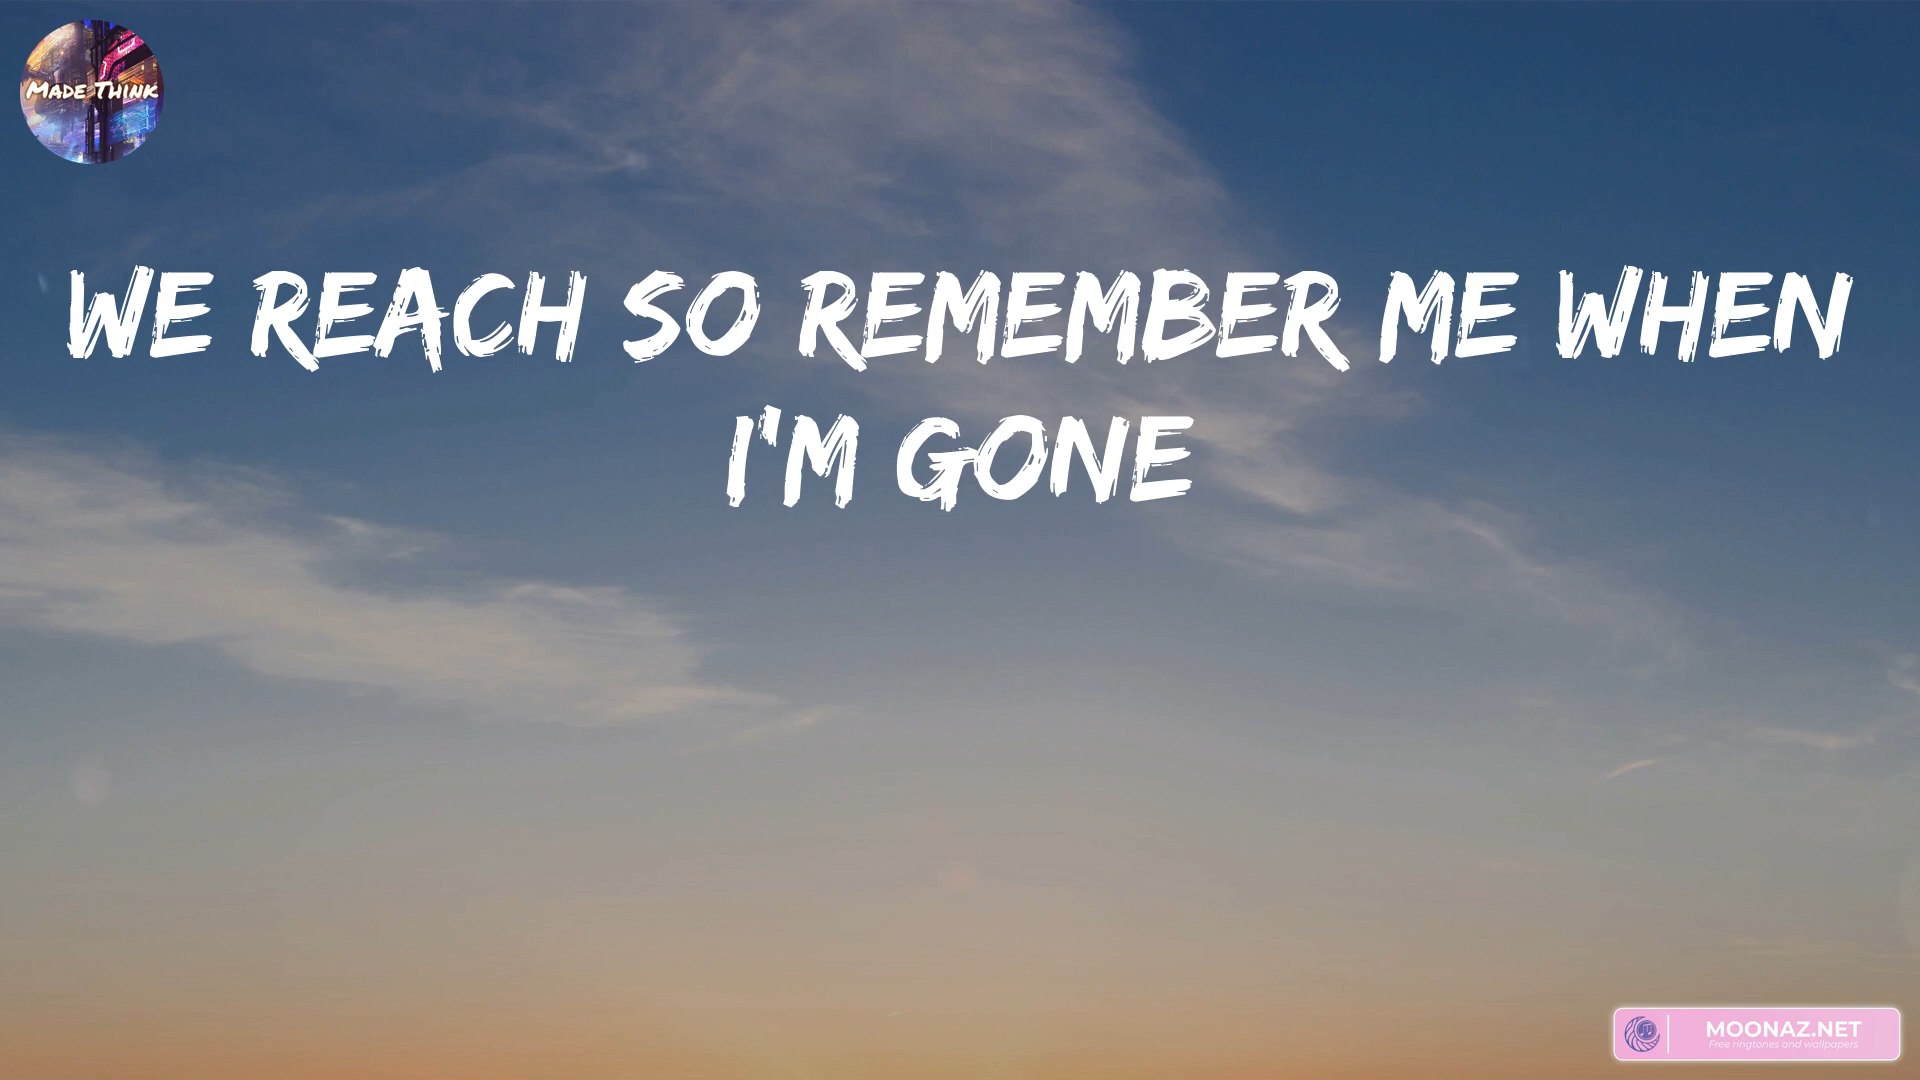 Made Think
WE REACH SO REMEMBER ME WHEN
I'M GONE
MOONAZ.NET
Free ringtones and wallpapers